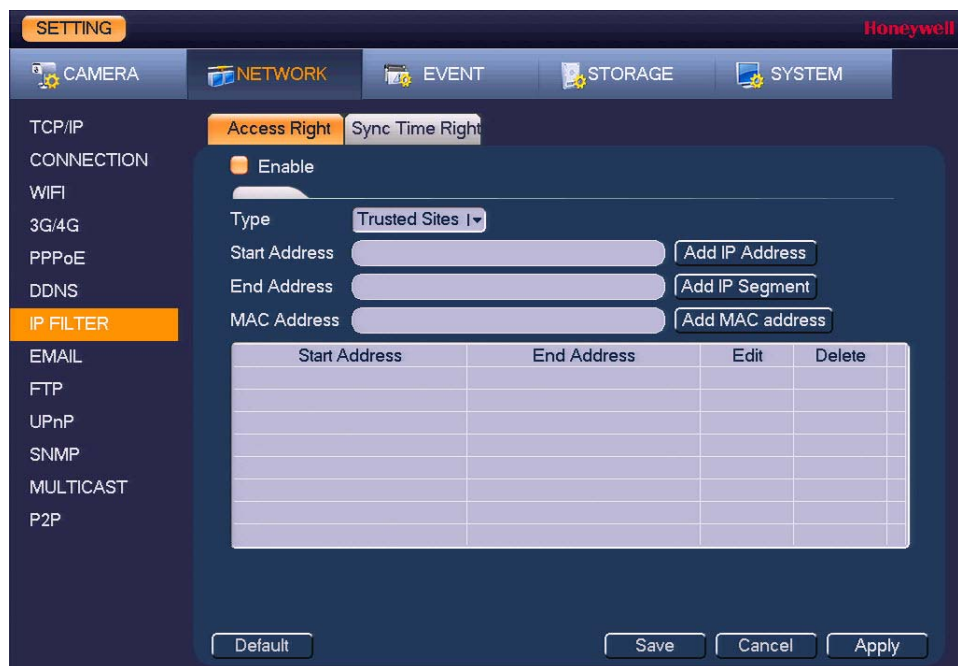 SETTING Honeywell
CAMERA NETWORK EVENT STORAGE SYSTEM
TCP/IP
CONNECTION
WIFI
3G/4G
PPPoE
DDNS
IP FILTER
EMAIL
FTP
UPnP
SNMP
MULTICAST
P2P
Access Right Sync Time Right
Enable
Type Trusted Sites
Start Address Add IP Address
End Address Add IP Segment
MAC Address Add MAC address
Start Address End Address Edit Delete
Default Save Cancel Apply